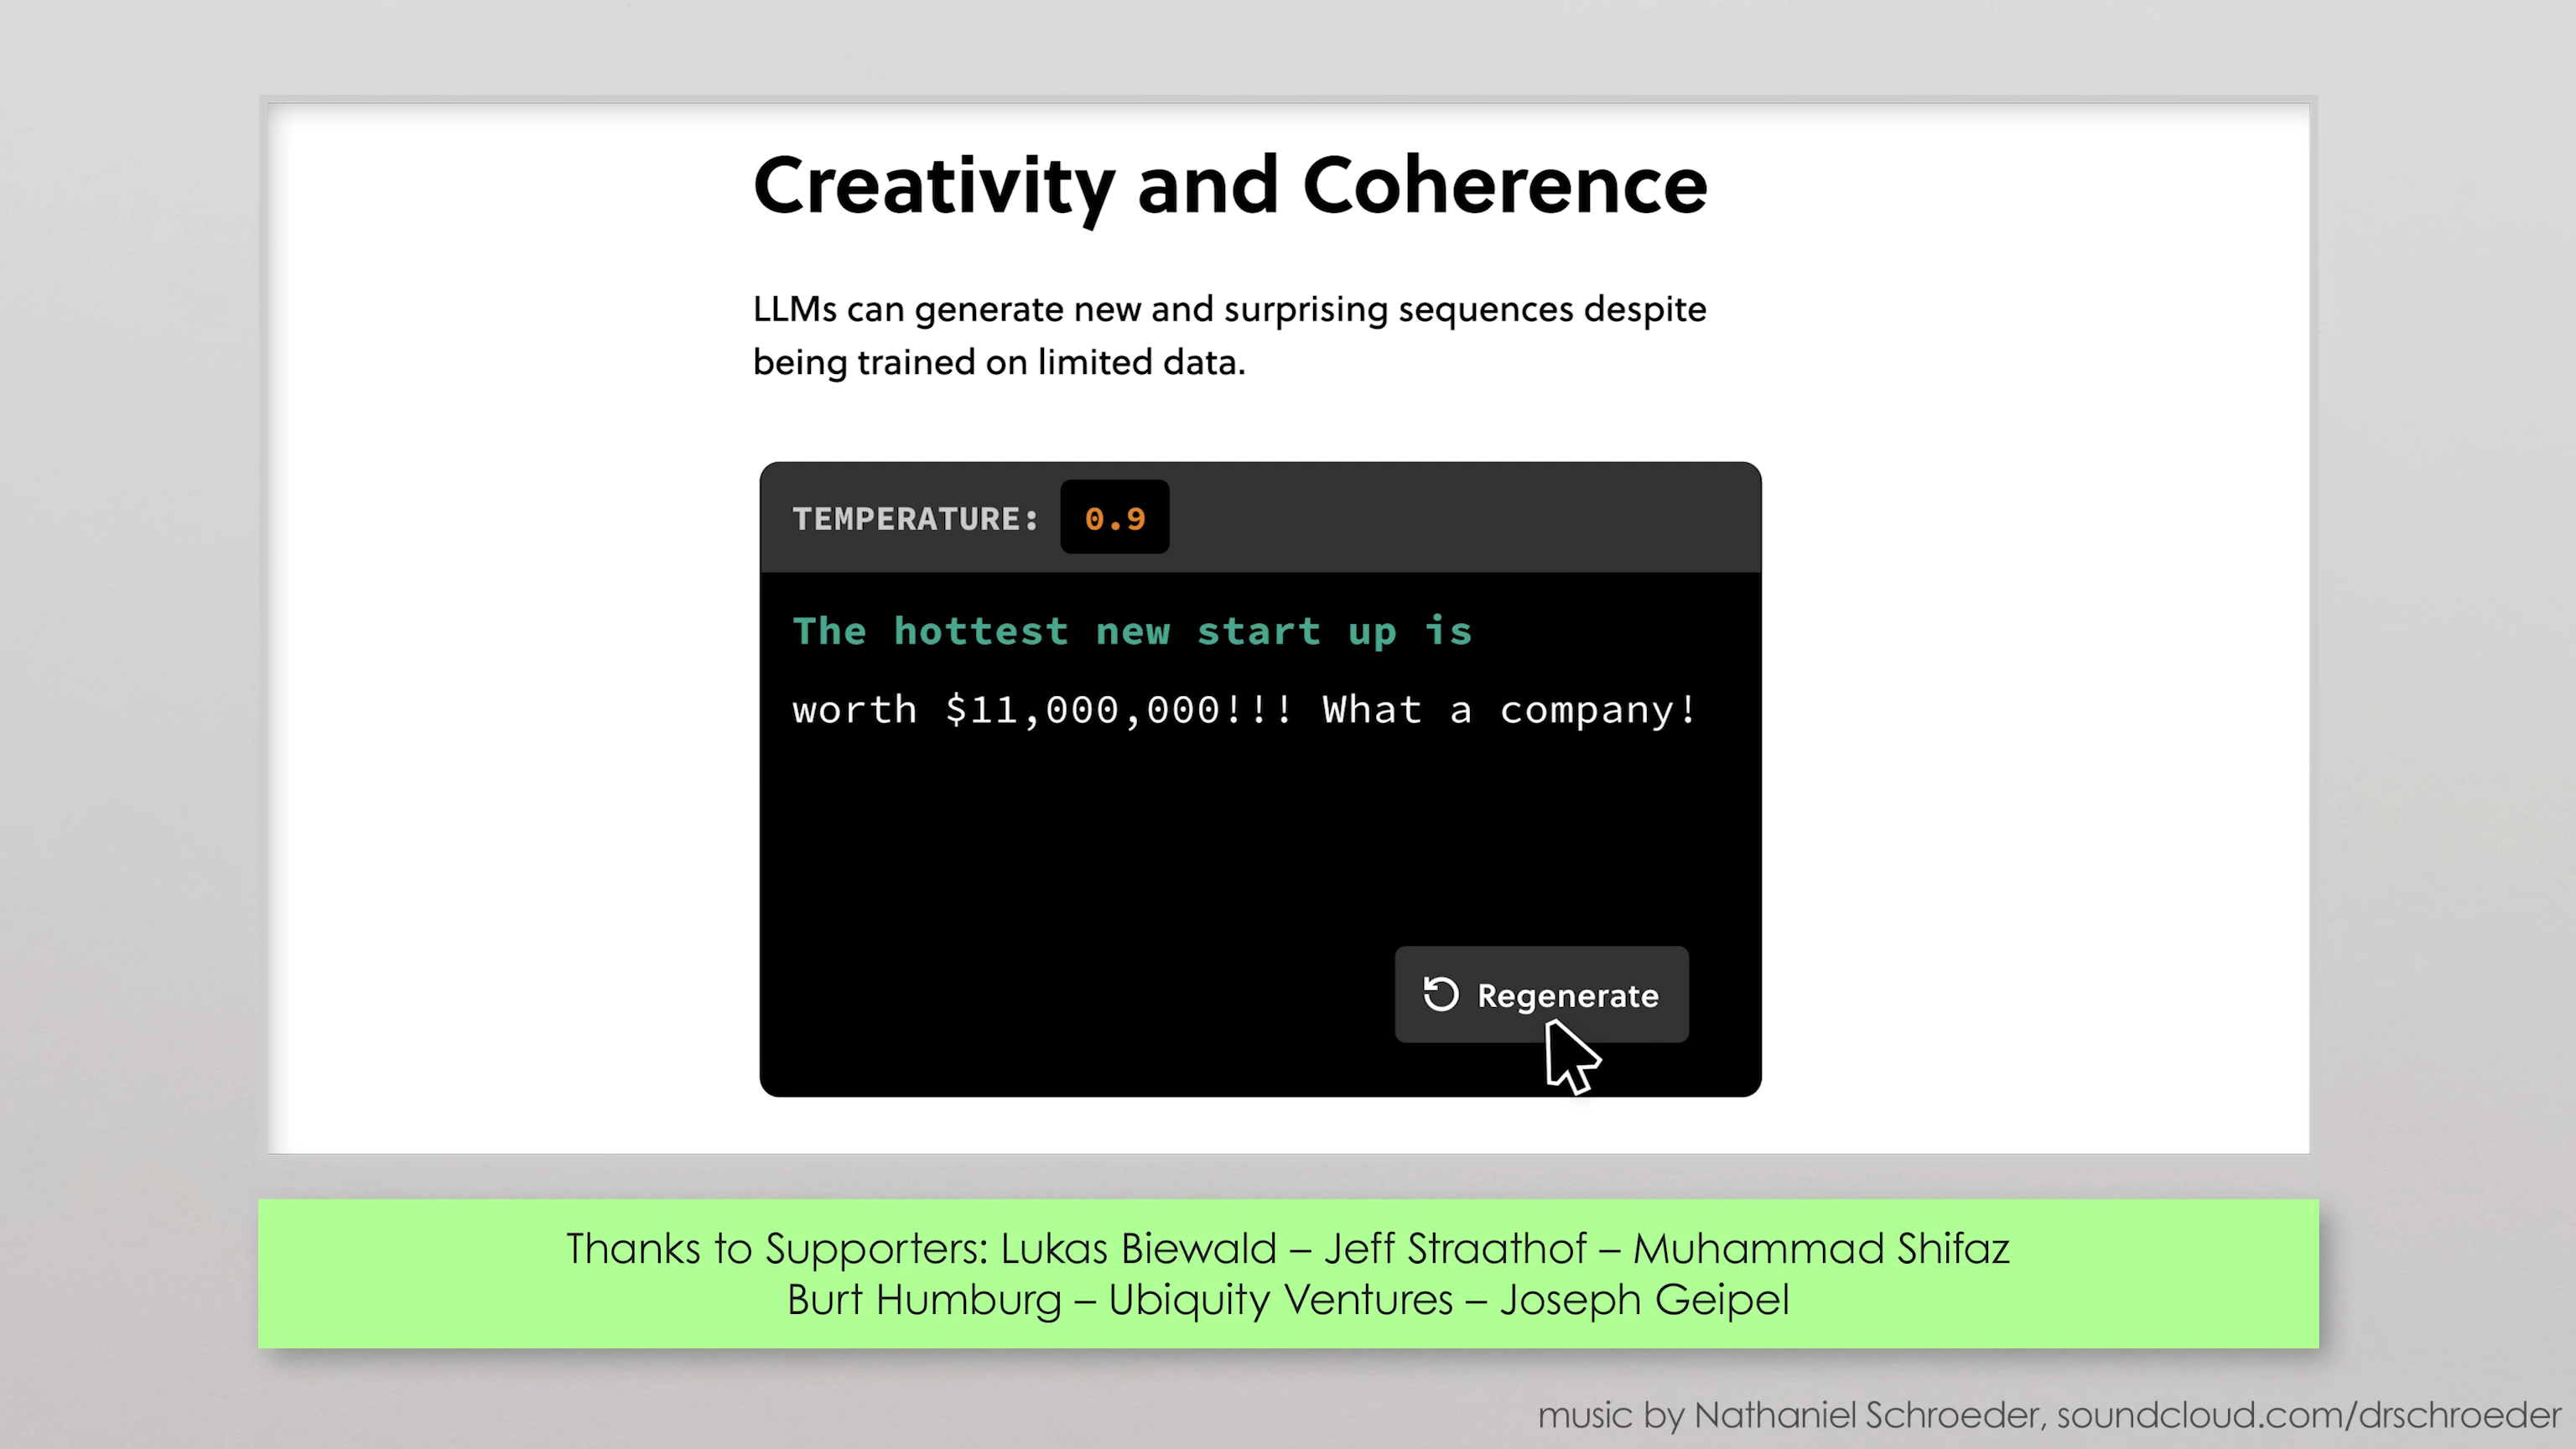 Creativity and Coherence
LLMs can generate new and surprising sequences despite
being trained on limited data.
TEMPERATURE: 0.9
The hottest new start up is
worth $11,000,000!!! What a company!
Regenerate
Thanks to Supporters: Lukas Biewald – Jeff Straathof – Muhammad Shifaz
Burt Humburg – Ubiquity Ventures – Joseph Geipel
music by Nathaniel Schroeder, soundcloud.com/drschroeder